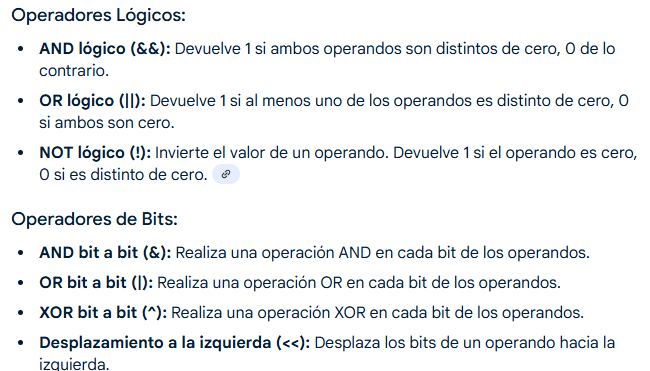 Operadores Lógicos:
• AND lógico (&&): Devuelve 1 si ambos operandos son distintos de cero, 0 de lo
contrario.
• OR lógico (||): Devuelve 1 si al menos uno de los operandos es distinto de cero, 0
si ambos son cero.
• NOT lógico (!): Invierte el valor de un operando. Devuelve 1 si el operando es cero,
0 si es distinto de cero.
Operadores de Bits:
• AND bit a bit (&): Realiza una operación AND en cada bit de los operandos.
• OR bit a bit (|): Realiza una operación OR en cada bit de los operandos.
• XOR bit a bit (^): Realiza una operación XOR en cada bit de los operandos.
• Desplazamiento a la izquierda (<<): Desplaza los bits de un operando hacia la
izquierda.